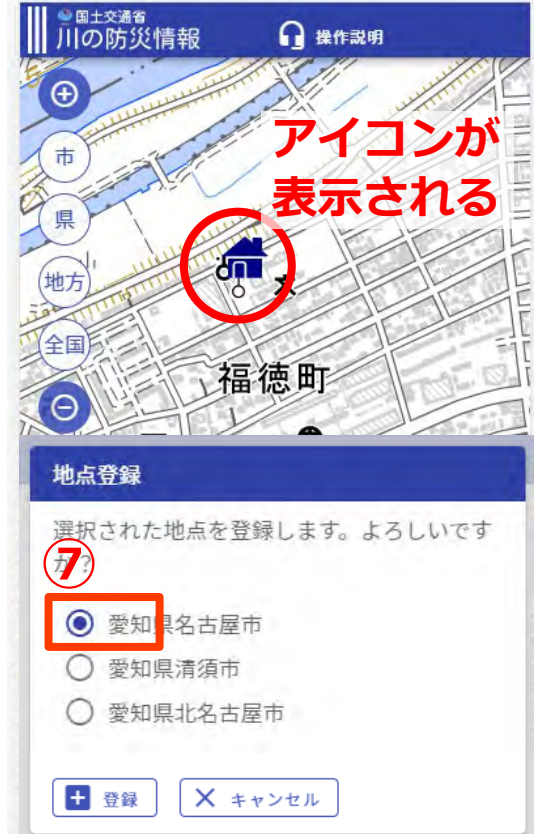 国土交通省
川の防災情報
操作説明
アイコンが
表示される
市
県
地方
全国
福徳町
地点登録
選択された地点を登録します。よろしいです
か?
⑦
愛知県名古屋市
愛知県清須市
愛知県北名古屋市
登録
キャンセル